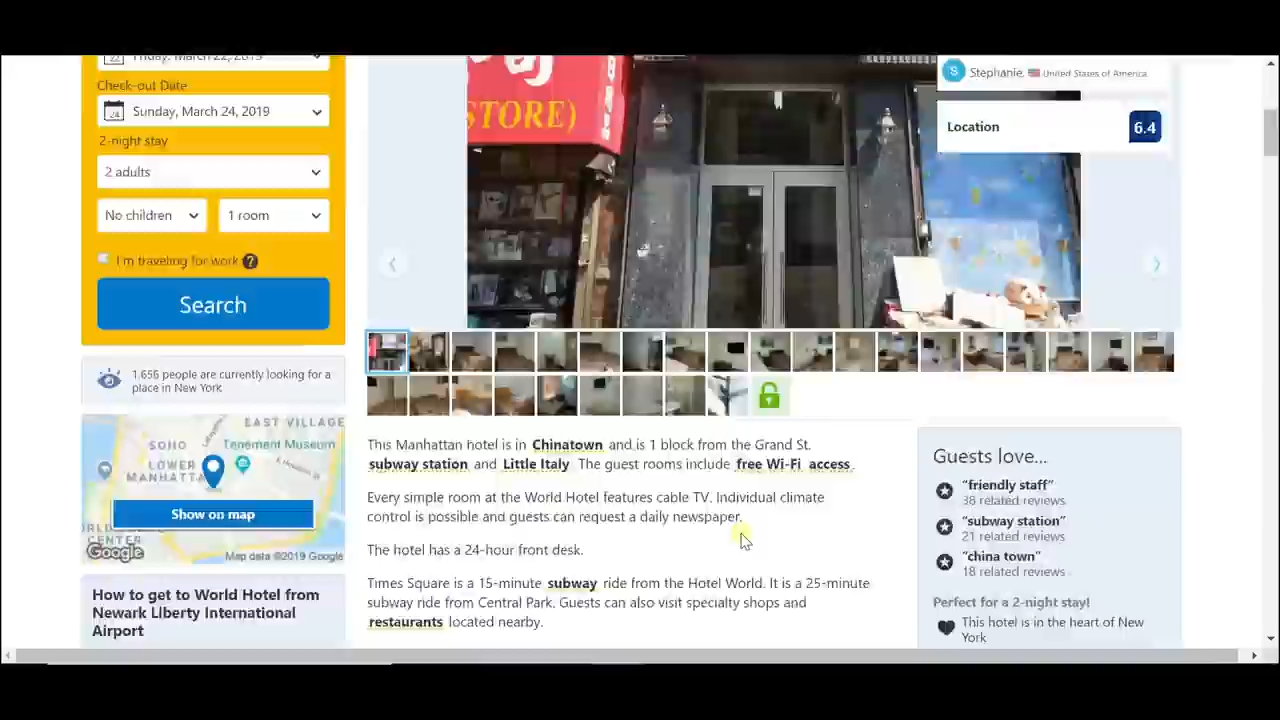 Check-out Date
24
Sunday, March 24, 2019
2-night stay
2 adults
No children
1 room
I'm traveling for work ?
Search
1,656 people are currently looking for a
place in New York
EAST VILLAGE
SOHO
Tenement Museum
LOWER
MANHATTA
Show on map
CENTER
Google
Map data ©2019 Google
How to get to World Hotel from
Newark Liberty International
Airport
STORE)
S Stephanie, United States of America
Location
6.4
This Manhattan hotel is in Chinatown and is 1 block from the Grand St.
subway station and Little Italy. The guest rooms include free Wi-Fi access.
Every simple room at the World Hotel features cable TV. Individual climate
control is possible and guests can request a daily newspaper.
The hotel has a 24-hour front desk.
Times Square is a 15-minute subway ride from the Hotel World. It is a 25-minute
subway ride from Central Park. Guests can also visit specialty shops and
restaurants located nearby.
Guests love...
“friendly staff”
38 related reviews
“subway station”
21 related reviews
“china town”
18 related reviews
Perfect for a 2-night stay!
This hotel is in the heart of New
York